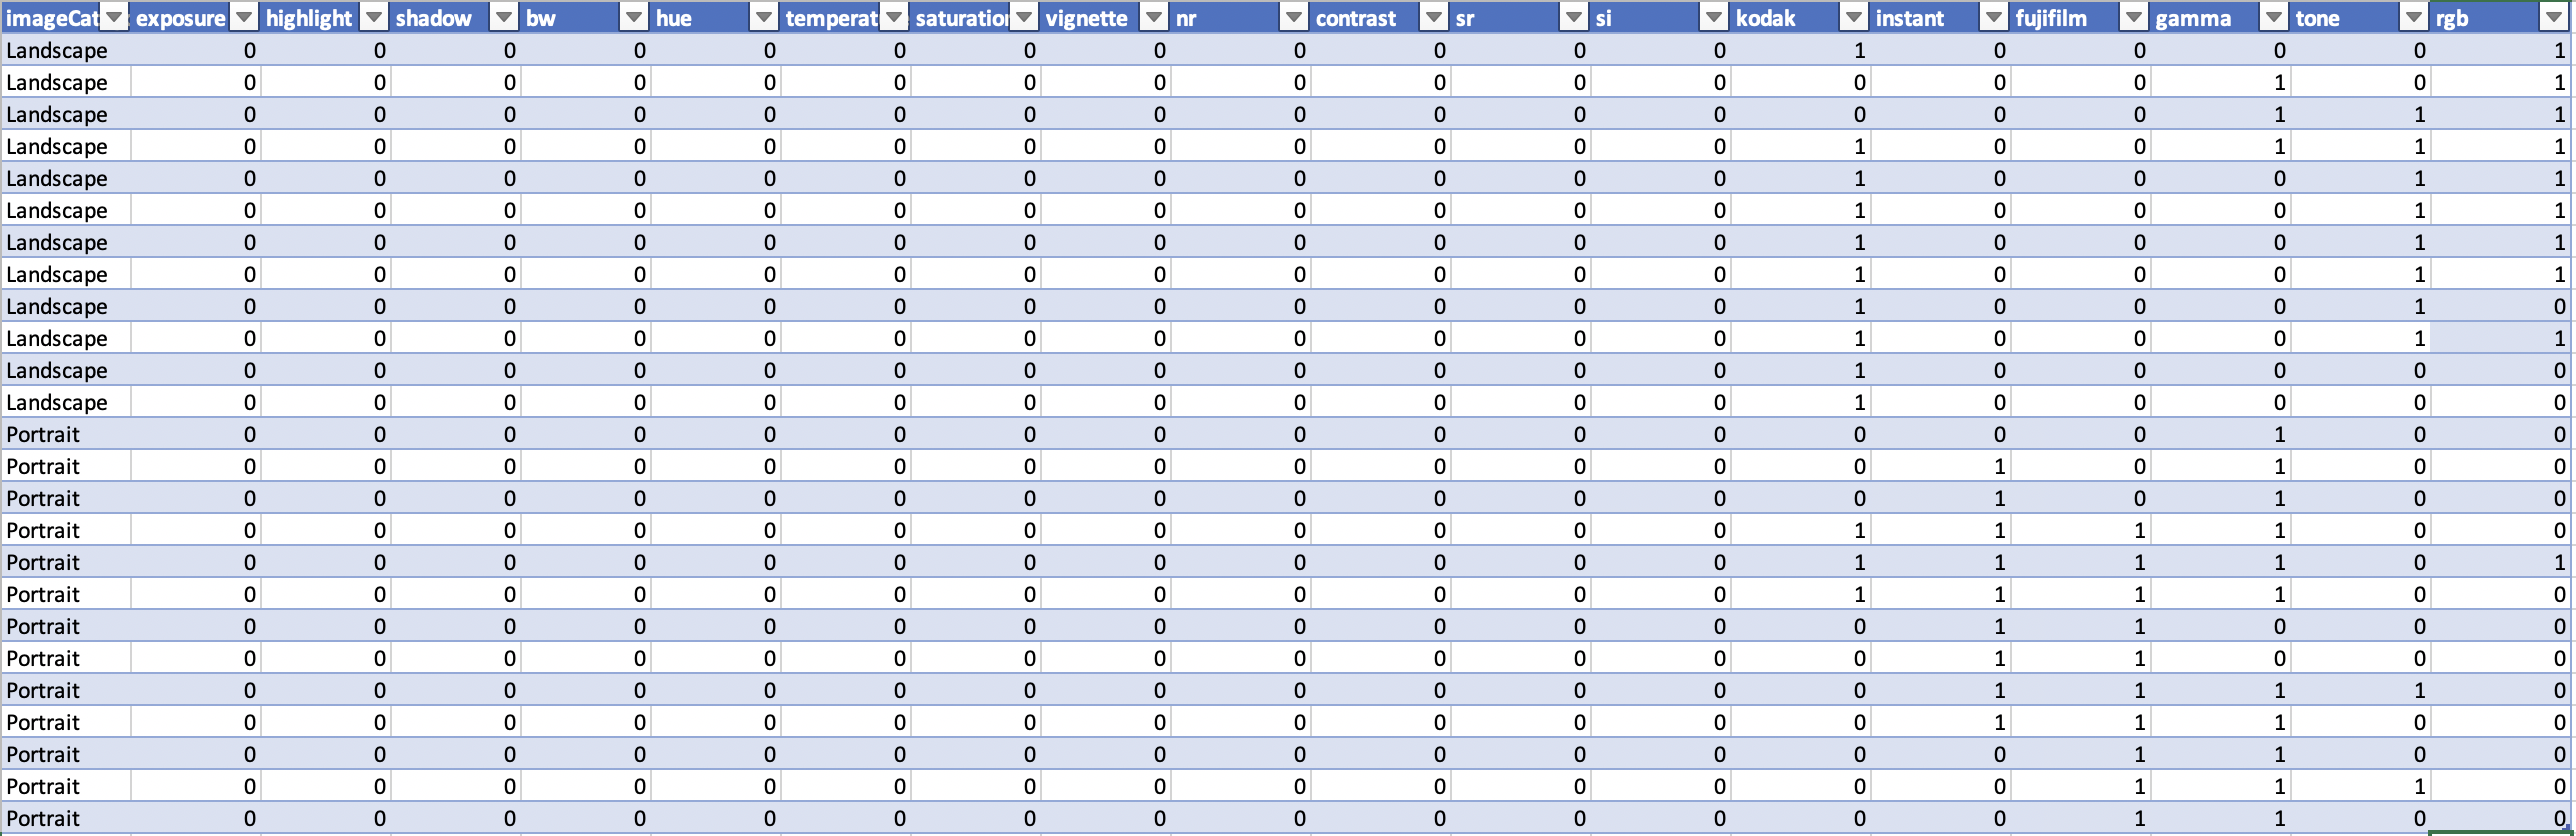 imageCat exposure highlight shadow bw hue temperat saturation vignette nr contrast sr si kodak instant fujifilm gamma tone rgb
Landscape 0 0 0 0 0 0 0 0 0 0 0 0 1 0 0 0 0 1
Landscape 0 0 0 0 0 0 0 0 0 0 0 0 0 0 0 1 0 1
Landscape 0 0 0 0 0 0 0 0 0 0 0 0 0 0 0 1 1 1
Landscape 0 0 0 0 0 0 0 0 0 0 0 0 1 0 0 1 1 1
Landscape 0 0 0 0 0 0 0 0 0 0 0 0 1 0 0 0 1 1
Landscape 0 0 0 0 0 0 0 0 0 0 0 0 1 0 0 0 1 1
Landscape 0 0 0 0 0 0 0 0 0 0 0 0 1 0 0 0 1 1
Landscape 0 0 0 0 0 0 0 0 0 0 0 0 1 0 0 0 1 1
Landscape 0 0 0 0 0 0 0 0 0 0 0 0 1 0 0 0 1 0
Landscape 0 0 0 0 0 0 0 0 0 0 0 0 1 0 0 0 1 1
Landscape 0 0 0 0 0 0 0 0 0 0 0 0 1 0 0 0 0 0
Landscape 0 0 0 0 0 0 0 0 0 0 0 0 1 0 0 0 0 0
Portrait 0 0 0 0 0 0 0 0 0 0 0 0 0 0 0 1 0 0
Portrait 0 0 0 0 0 0 0 0 0 0 0 0 0 1 0 1 0 0
Portrait 0 0 0 0 0 0 0 0 0 0 0 0 0 1 0 1 0 0
Portrait 0 0 0 0 0 0 0 0 0 0 0 0 1 1 1 1 0 0
Portrait 0 0 0 0 0 0 0 0 0 0 0 0 1 1 1 1 0 1
Portrait 0 0 0 0 0 0 0 0 0 0 0 0 1 1 1 1 0 0
Portrait 0 0 0 0 0 0 0 0 0 0 0 0 0 1 1 0 0 0
Portrait 0 0 0 0 0 0 0 0 0 0 0 0 0 1 1 0 0 0
Portrait 0 0 0 0 0 0 0 0 0 0 0 0 0 1 1 1 1 0
Portrait 0 0 0 0 0 0 0 0 0 0 0 0 0 1 1 1 0 0
Portrait 0 0 0 0 0 0 0 0 0 0 0 0 0 0 1 1 0 0
Portrait 0 0 0 0 0 0 0 0 0 0 0 0 0 0 1 1 1 0
Portrait 0 0 0 0 0 0 0 0 0 0 0 0 0 0 1 1 0 0